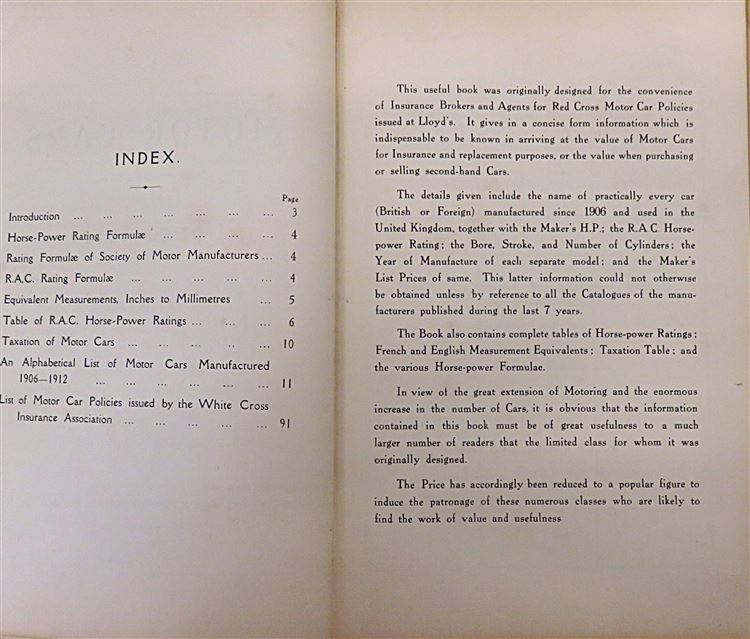 INDEX.
Page
Introduction ... ... ... ... ... ... ... 3
Horse-Power Rating Formulæ ... ... ... ... 4
Rating Formulæ of Society of Motor Manufacturers ... 4
R.A.C. Rating Formulæ ... ... ... ... ... 4
Equivalent Measurements, Inches to Millimetres ... 5
Table of R.A.C. Horse-Power Ratings ... ... ... 6
Taxation of Motor Cars ... ... ... ... ... 10
An Alphabetical List of Motor Cars Manufactured
1906—1912 ... ... ... ... ... ... 11
List of Motor Car Policies issued by the White Cross
Insurance Association ... ... ... ... ... 91
This useful book was originally designed for the convenience
of Insurance Brokers and Agents for Red Cross Motor Car Policies
issued at Lloyd's. It gives in a concise form information which is
indispensable to be known in arriving at the value of Motor Cars
for Insurance and replacement purposes, or the value when purchasing
or selling second-hand Cars.
The details given include the name of practically every car
(British or Foreign) manufactured since 1906 and used in the
United Kingdom, together with the Maker's H.P.; the R.A C. Horse-
power Rating; the Bore, Stroke, and Number of Cylinders; the
Year of Manufacture of each separate model; and the Maker's
List Prices of same. This latter information could not otherwise
be obtained unless by reference to all the Catalogues of the manu-
facturers published during the last 7 years.
The Book also contains complete tables of Horse-power Ratings;
French and English Measurement Equivalents; Taxation Table; and
the various Horse-power Formulae.
In view of the great extension of Motoring and the enormous
increase in the number of Cars, it is obvious that the information
contained in this book must be of great usefulness to a much
larger number of readers that the limited class for whom it was
originally designed.
The Price has accordingly been reduced to a popular figure to
induce the patronage of these numerous classes who are likely to
find the work of value and usefulness